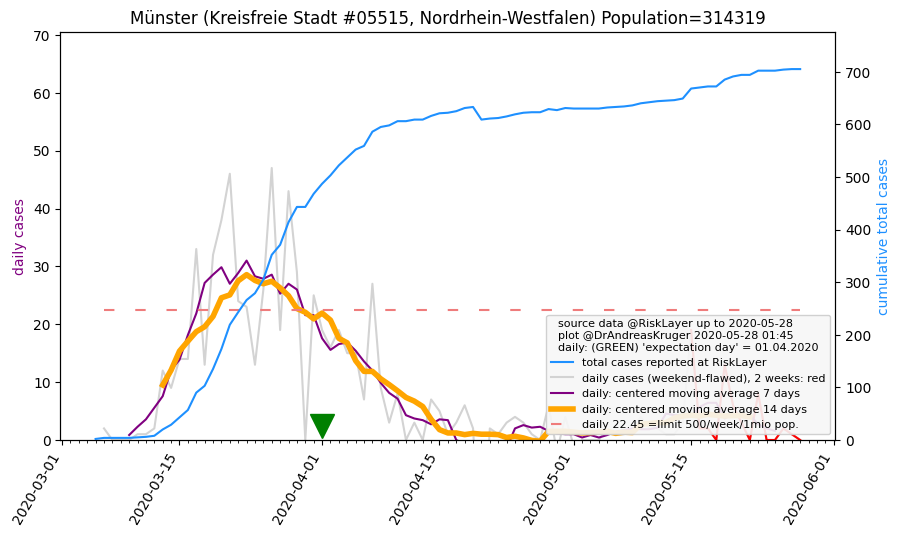 Münster (Kreisfreie Stadt #05515, Nordrhein-Westfalen) Population=314319
daily cases
70
60
50
40
30
20
10
0
700
600
500
400
300
200
100
0
cumulative total cases
source data @RiskLayer up to 2020-05-28
plot @DrAndreasKruger 2020-05-28 01:45
daily: (GREEN) 'expectation day' = 01.04.2020
total cases reported at RiskLayer
daily cases (weekend-flawed), 2 weeks: red
daily: centered moving average 7 days
daily: centered moving average 14 days
daily 22.45 =limit 500/week/1mio pop.
2020-03-01
2020-03-15
2020-04-01
2020-04-15
2020-05-01
2020-05-15
2020-06-01